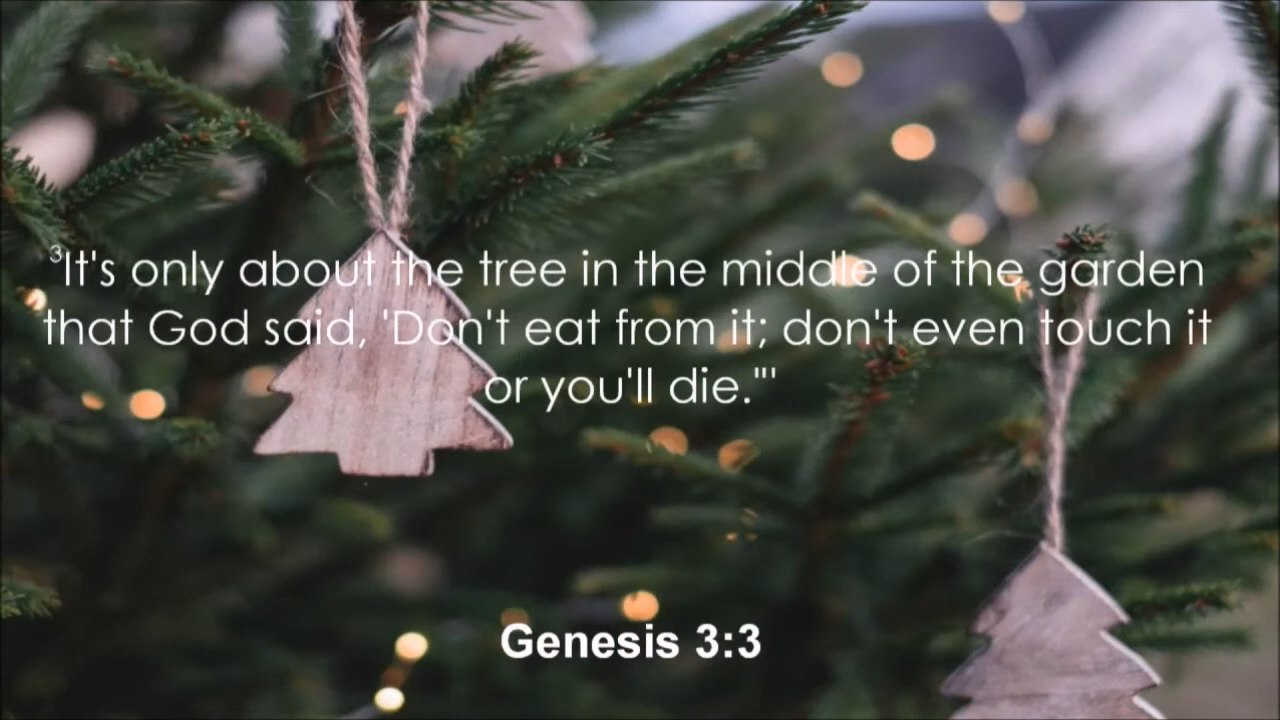 ³It's only about the tree in the middle of the garden
that God said, 'Don't eat from it; don't even touch it
or you'll die."'
Genesis 3:3